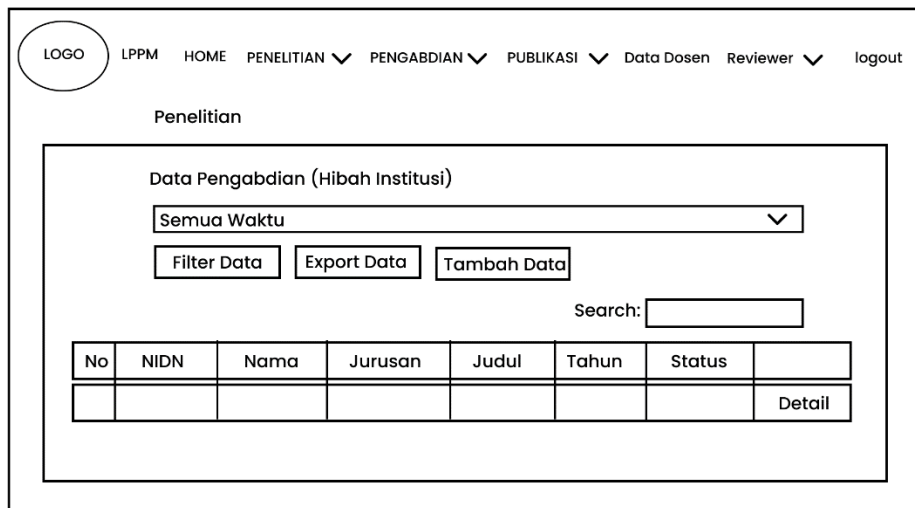 LOGO LPPM HOME PENELITIAN PENGABDIAN PUBLIKASI Data Dosen Reviewer logout
Penelitian
Data Pengabdian (Hibah Institusi)
Semua Waktu
Filter Data Export Data Tambah Data
Search:
No NIDN Nama Jurusan Judul Tahun Status
Detail